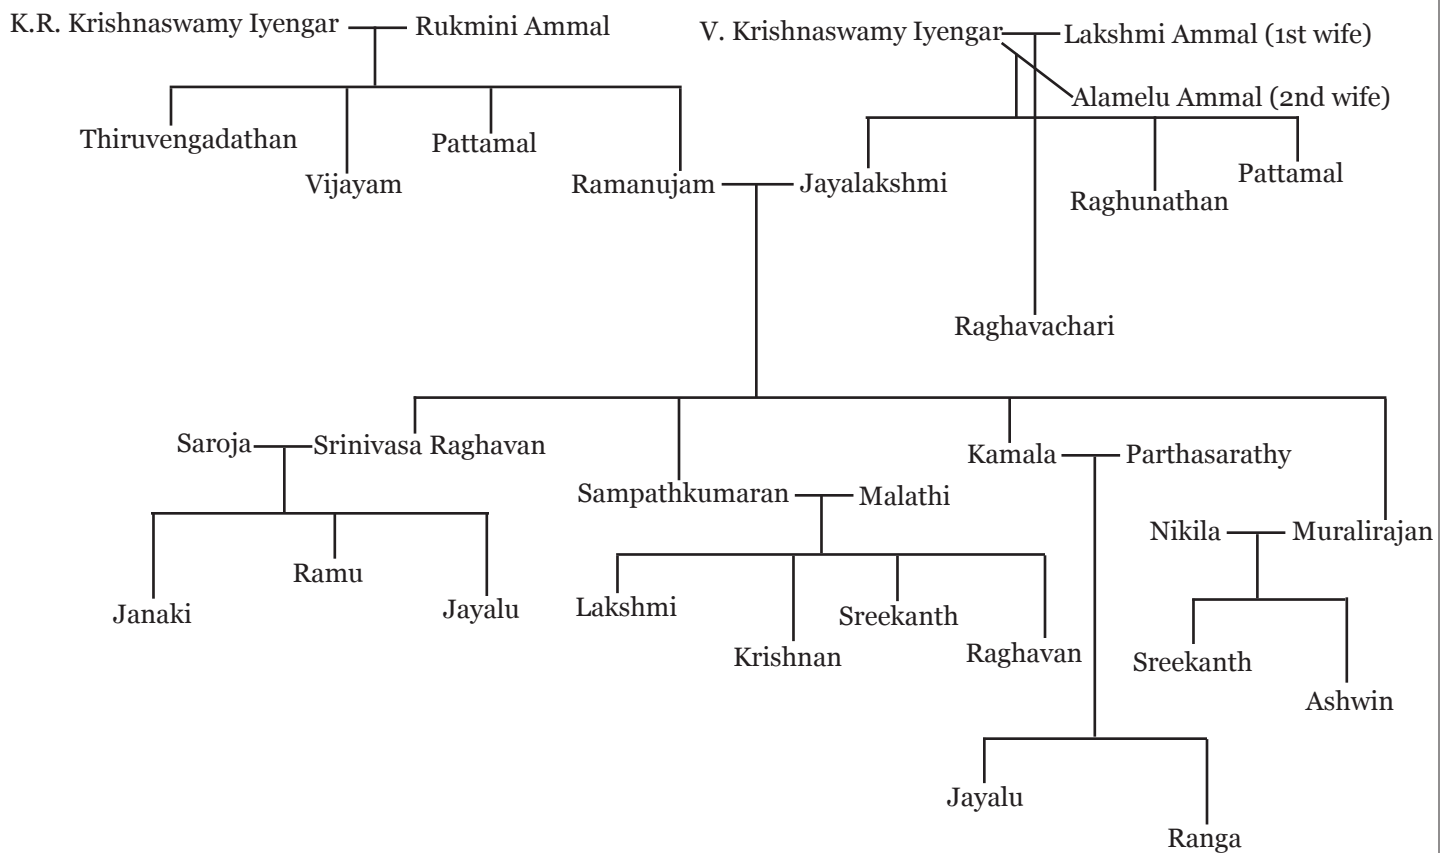 K.R. Krishnaswamy Iyengar
Rukmini Ammal
V. Krishnaswamy Iyengar
Lakshmi Ammal (1st wife)
Alamelu Ammal (2nd wife)
Thiruvengadathan
Pattamal
Vijayam
Ramanujam
Jayalakshmi
Raghunathan
Pattamal
Raghavachari
Saroja
Srinivasa Raghavan
Kamala
Parthasarathy
Sampathkumaran
Malathi
Nikila
Muralirajan
Janaki
Ramu
Jayalu
Lakshmi
Krishnan
Sreekanth
Raghavan
Sreekanth
Ashwin
Jayalu
Ranga